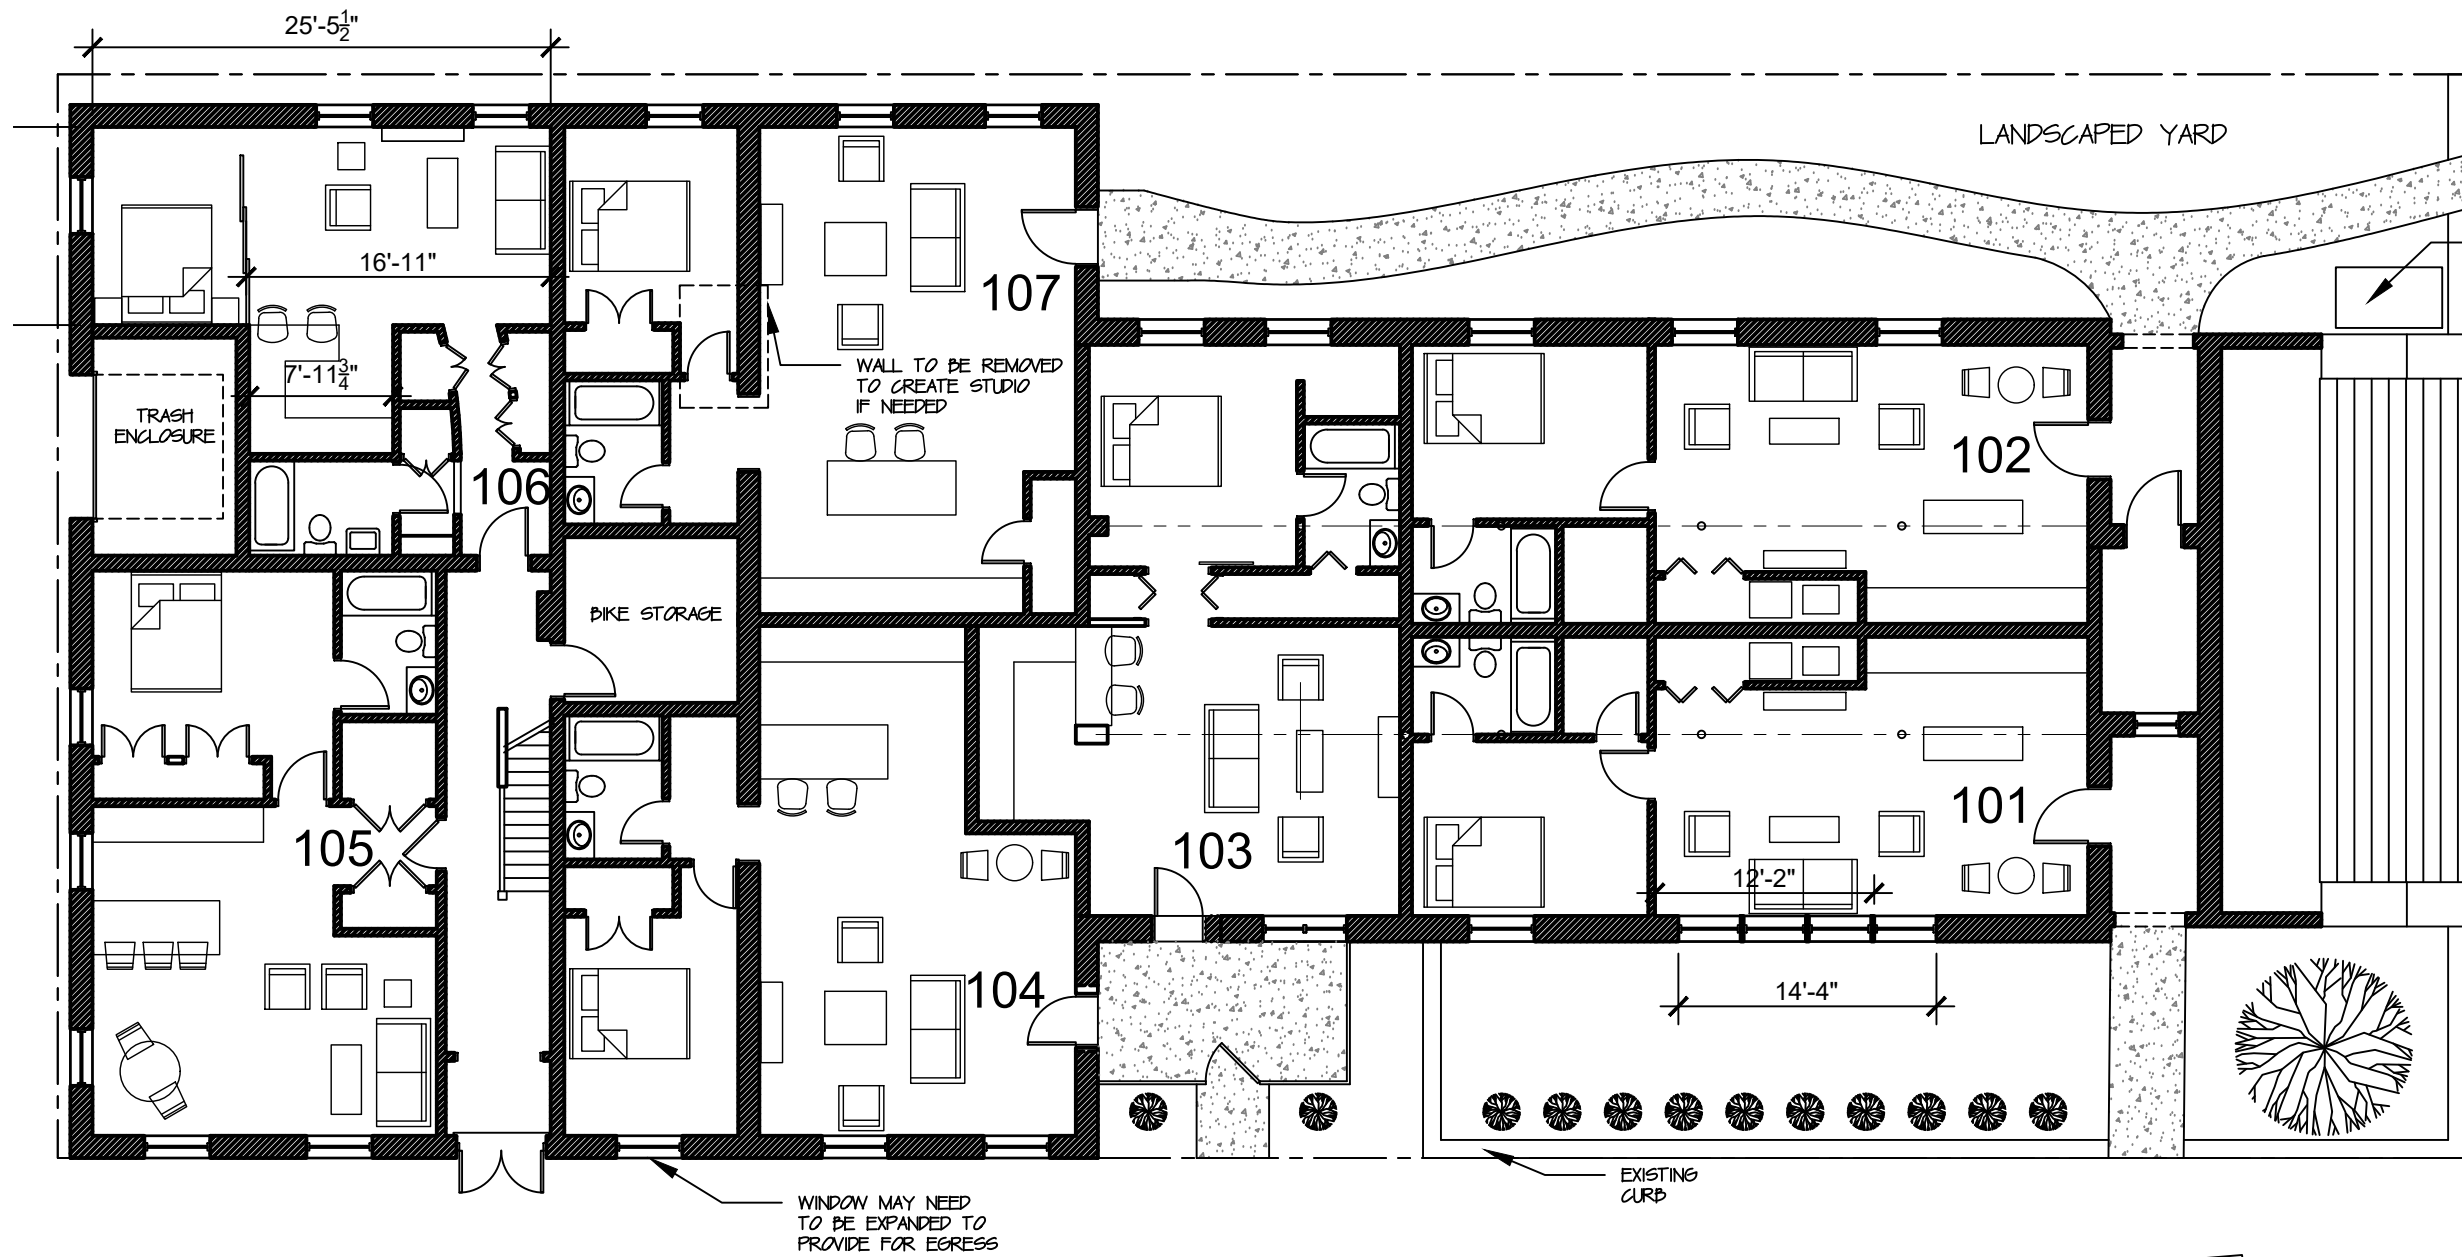 25'-5 1/2"
LANDSCAPED YARD
16'-11"
107
WALL TO BE REMOVED
TO CREATE STUDIO
IF NEEDED
7'-11 3/4"
TRASH
ENCLOSURE
102
106
BIKE STORAGE
101
105
103
12'-2"
104
14'-4"
EXISTING
CURB
WINDOW MAY NEED
TO BE EXPANDED TO
PROVIDE FOR EGRESS